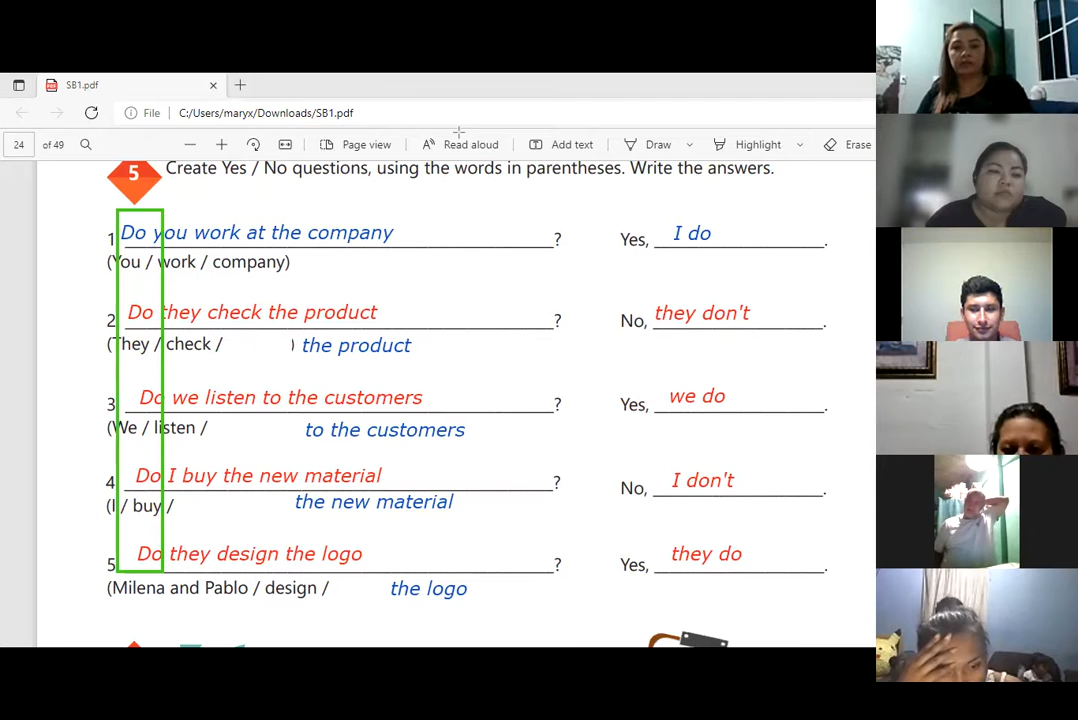 SB1.pdf
File C:/Users/maryx/Downloads/SB1.pdf
24 of 49 Page view Read aloud Add text Draw Highlight Erase
5 Create Yes / No questions, using the words in parentheses. Write the answers.
1 Do you work at the company ? Yes, I do .
(You / work / company)
2 Do they check the product ? No, they don't .
(They / check / ) the product
3 Do we listen to the customers ? Yes, we do .
(We / listen / to the customers
4 Do I buy the new material ? No, I don't .
(I / buy / the new material
5 Do they design the logo ? Yes, they do .
(Milena and Pablo / design / the logo